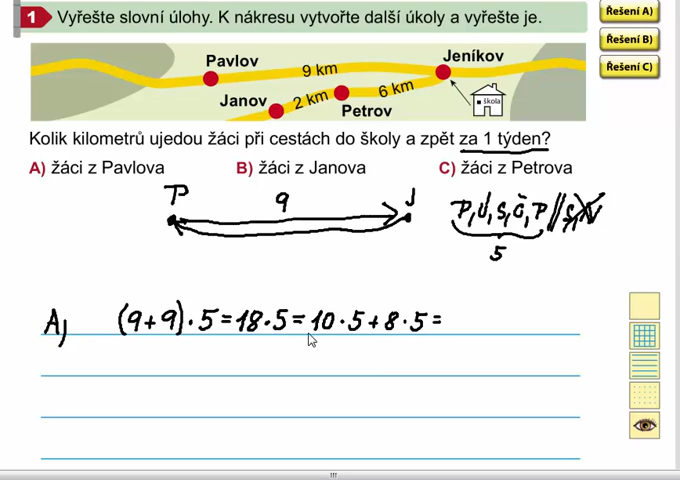 1 Vyřešte slovní úlohy. K nákresu vytvořte další úkoly a vyřešte je.
Řešení A)
Řešení B)
Řešení C)
Pavlov
9 km
Jeníkov
Janov
2 km
6 km
Petrov
škola
Kolik kilometrů ujedou žáci při cestách do školy a zpět za 1 týden?
A) žáci z Pavlova
B) žáci z Janova
C) žáci z Petrova
P
9
J
P, Ú, S, Č, P // S, N
5
A) (9+9)·5=18·5=10·5+8·5=